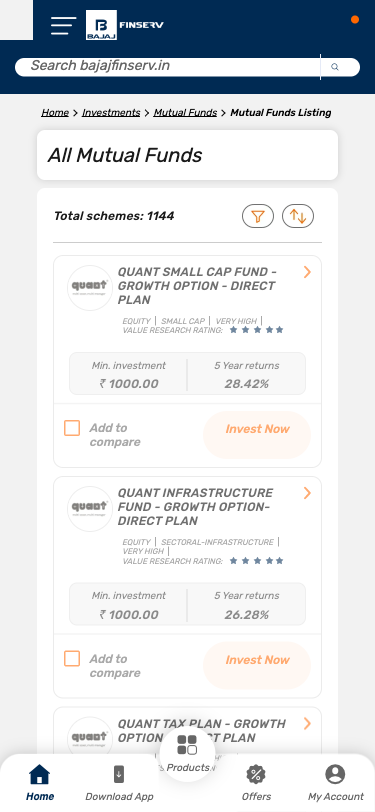 B
BAJAJ
FINSERV
Search bajajfinserv.in
Home > Investments > Mutual Funds > Mutual Funds Listing
All Mutual Funds
Total schemes: 1144
quant
QUANT SMALL CAP FUND -
GROWTH OPTION - DIRECT
PLAN
EQUITY | SMALL CAP | VERY HIGH |
VALUE RESEARCH RATING: ★ ★ ★ ★ ★
Min. investment
5 Year returns
₹ 1000.00
28.42%
Add to
compare
Invest Now
quant
QUANT INFRASTRUCTURE
FUND - GROWTH OPTION-
DIRECT PLAN
EQUITY | SECTORAL-INFRASTRUCTURE |
VERY HIGH |
VALUE RESEARCH RATING: ★ ★ ★ ★ ★
Min. investment
5 Year returns
₹ 1000.00
26.28%
Add to
compare
Invest Now
quant
QUANT TAX PLAN - GROWTH
Products
Home
Download App
Offers
My Account